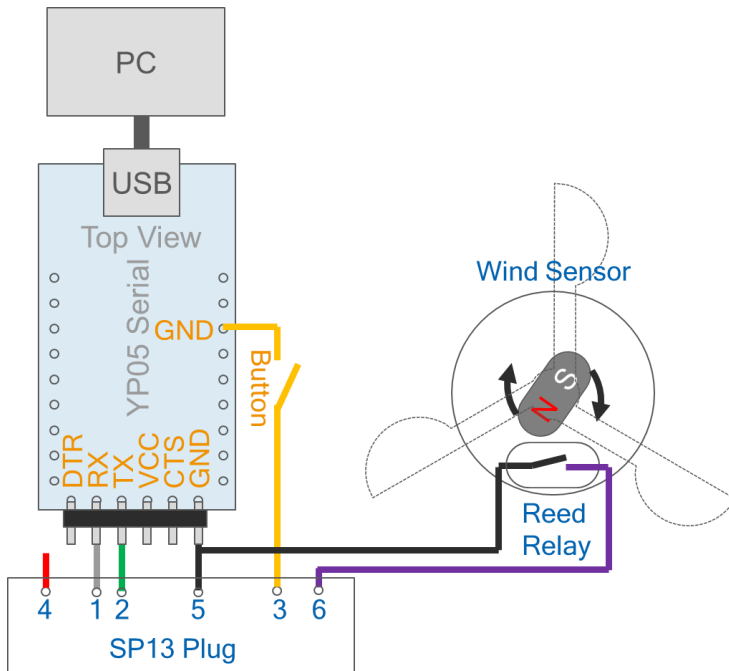 PC
USB
Top View
YP05 Serial
GND
Button
DTR
RX
TX
VCC
CTS
GND
Wind Sensor
S
N
Reed
Relay
4 1 2 5 3 6
SP13 Plug